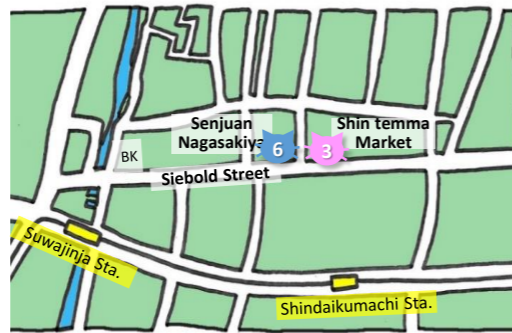 Senjuan
Nagasakiya
6
3
Shin temma
Market
BK
Siebold Street
Suwajinja Sta.
Shindaikumachi Sta.